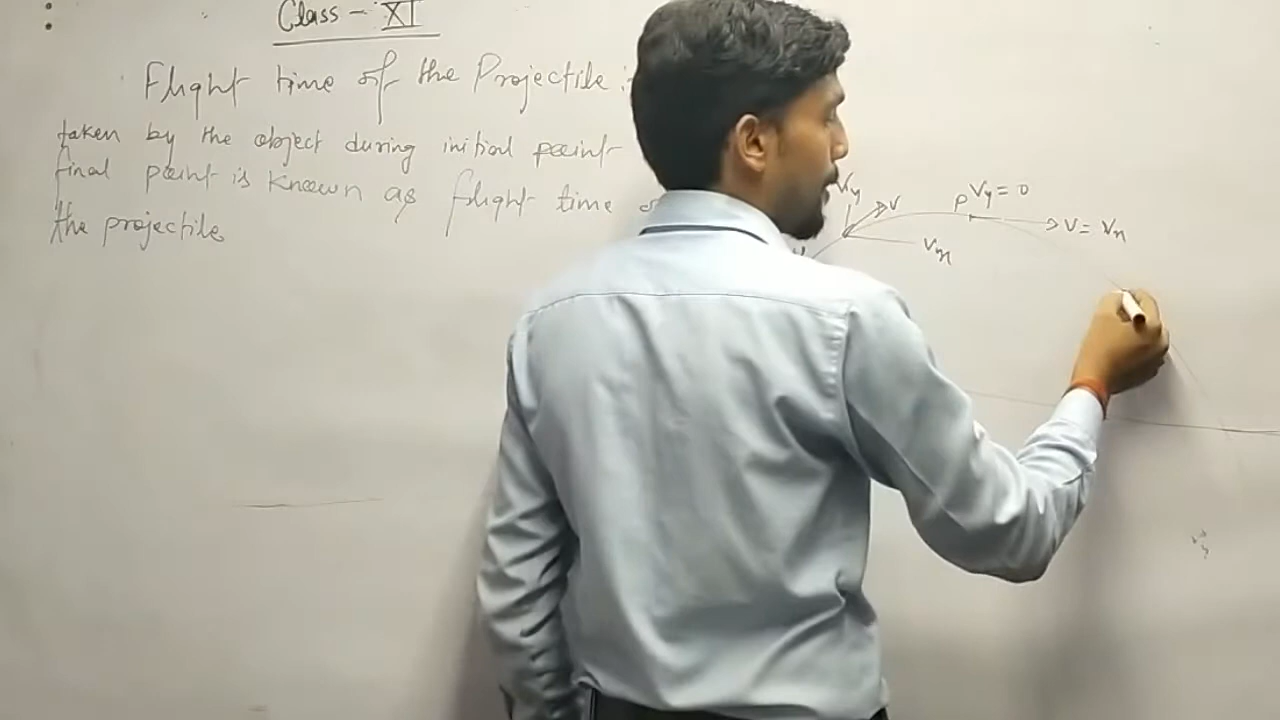 Class - XI
Flight time of the Projectile :
taken by the object during initial point
final point is known as flight time
the projectile
Vy
V
P Vy = 0
V = Vx
Vx